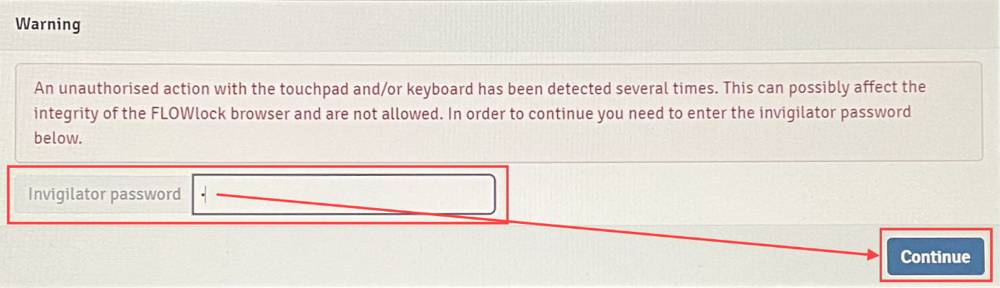 Warning
An unauthorised action with the touchpad and/or keyboard has been detected several times. This can possibly affect the
integrity of the FLOWlock browser and are not allowed. In order to continue you need to enter the invigilator password
below.
Invigilator password
Continue